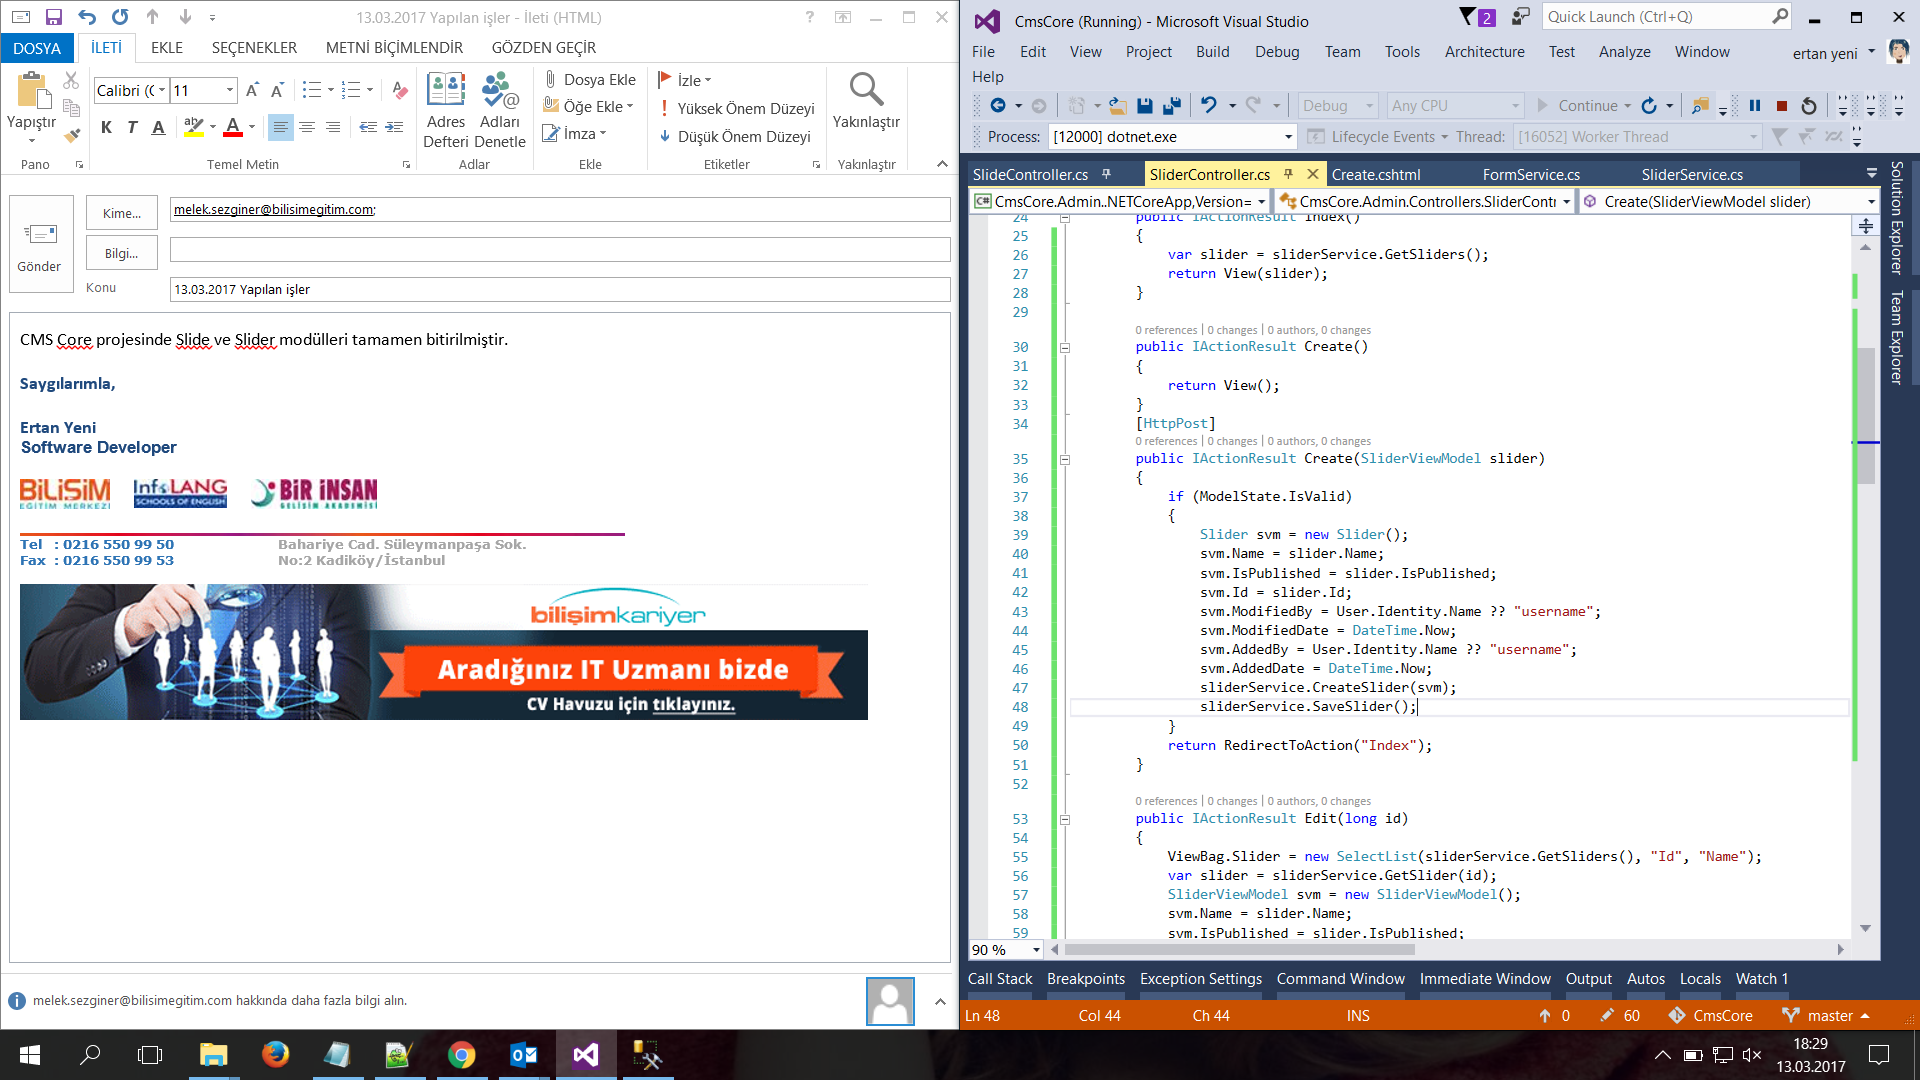 13.03.2017 Yapılan işler - İleti (HTML)
DOSYA İLETİ EKLE SEÇENEKLER METNİ BİÇİMLENDİR GÖZDEN GEÇİR
Yapıştır
Calibri (G 11
K T A
Adres Defteri
Adları Denetle
Dosya Ekle
Öğe Ekle
İmza
İzle
Yüksek Önem Düzeyi
Düşük Önem Düzeyi
Yakınlaştır
Pano Temel Metin Adlar Ekle Etiketler Yakınlaştır
Gönder
Kime... melek.sezginer@bilisimegitim.com;
Bilgi...
Konu 13.03.2017 Yapılan işler
CMS Core projesinde Slide ve Slider modülleri tamamen bitirilmiştir.
Saygılarımla,
Ertan Yeni
Software Developer
BİLİŞİM EĞİTİM MERKEZİ
InfoLANG SCHOOLS OF ENGLISH
BİR İNSAN GELİŞİM AKADEMİSİ
Tel : 0216 550 99 50 Bahariye Cad. Süleymanpaşa Sok.
Fax : 0216 550 99 53 No:2 Kadiköy/İstanbul
bilişimkariyer
Aradığınız IT Uzmanı bizde
CV Havuzu için tıklayınız.
melek.sezginer@bilisimegitim.com hakkında daha fazla bilgi alın.
CmsCore (Running) - Microsoft Visual Studio
2
Quick Launch (Ctrl+Q)
File Edit View Project Build Debug Team Tools Architecture Test Analyze Window
ertan yeni
Help
Debug Any CPU Continue
Process: [12000] dotnet.exe Lifecycle Events Thread: [16052] Worker Thread
SlideController.cs SliderController.cs Create.cshtml FormService.cs SliderService.cs
CmsCore.Admin..NETCoreApp,Version= CmsCore.Admin.Controllers.SliderContr Create(SliderViewModel slider)
Solution Explorer
Team Explorer
24 public IActionResult Index()
25 {
26 var slider = sliderService.GetSliders();
27 return View(slider);
28 }
29
0 references | 0 changes | 0 authors, 0 changes
30 public IActionResult Create()
31 {
32 return View();
33 }
34 [HttpPost]
0 references | 0 changes | 0 authors, 0 changes
35 public IActionResult Create(SliderViewModel slider)
36 {
37 if (ModelState.IsValid)
38 {
39 Slider svm = new Slider();
40 svm.Name = slider.Name;
41 svm.IsPublished = slider.IsPublished;
42 svm.Id = slider.Id;
43 svm.ModifiedBy = User.Identity.Name ?? "username";
44 svm.ModifiedDate = DateTime.Now;
45 svm.AddedBy = User.Identity.Name ?? "username";
46 svm.AddedDate = DateTime.Now;
47 sliderService.CreateSlider(svm);
48 sliderService.SaveSlider();
49 }
50 return RedirectToAction("Index");
51 }
52
0 references | 0 changes | 0 authors, 0 changes
53 public IActionResult Edit(long id)
54 {
55 ViewBag.Slider = new SelectList(sliderService.GetSliders(), "Id", "Name");
56 var slider = sliderService.GetSlider(id);
57 SliderViewModel svm = new SliderViewModel();
58 svm.Name = slider.Name;
59 svm.IsPublished = slider.IsPublished;
90 %
Call Stack Breakpoints Exception Settings Command Window Immediate Window Output Autos Locals Watch 1
Ln 48 Col 44 Ch 44 INS 0 60 CmsCore master
18:29
13.03.2017